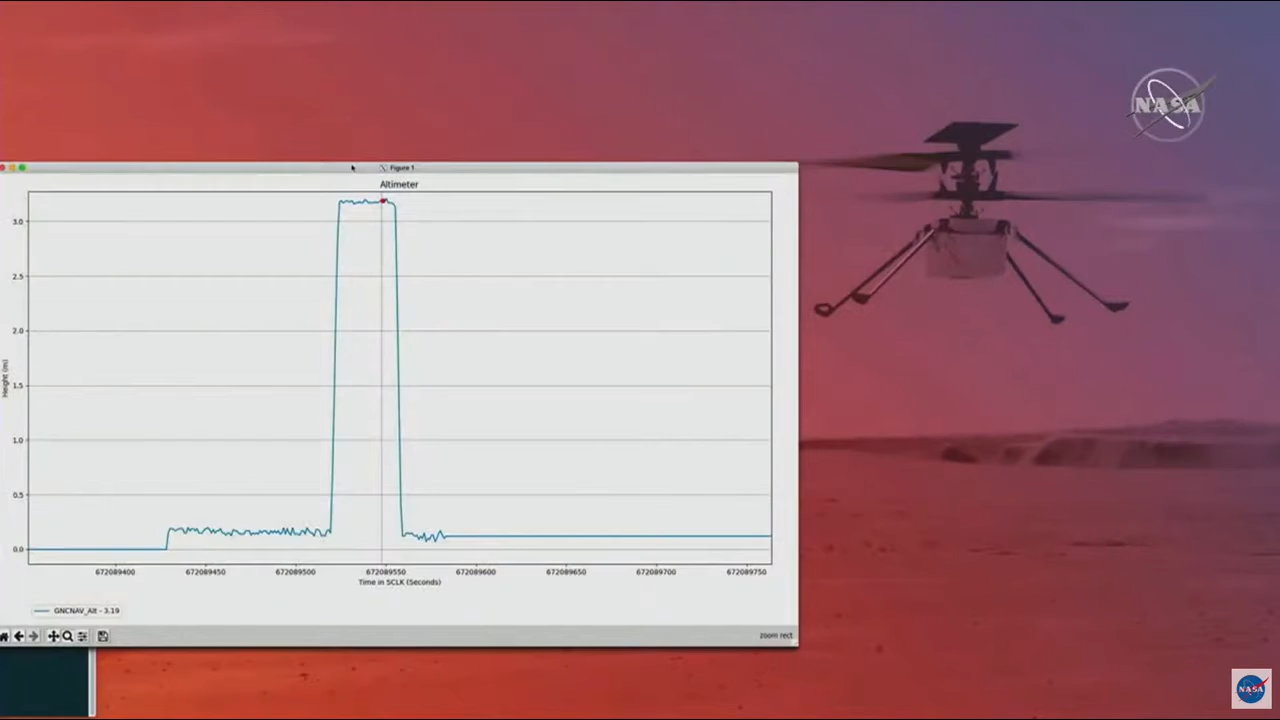 NASA
Figure 1
Altimeter
3.0
2.5
2.0
1.5
1.0
0.5
0.0
Height (m)
672089400 672089450 672089500 672089550 672089600 672089650 672089700 672089750
Time in SCLK (Seconds)
GNCNAV_Alt - 3.19
zoom rect
NASA